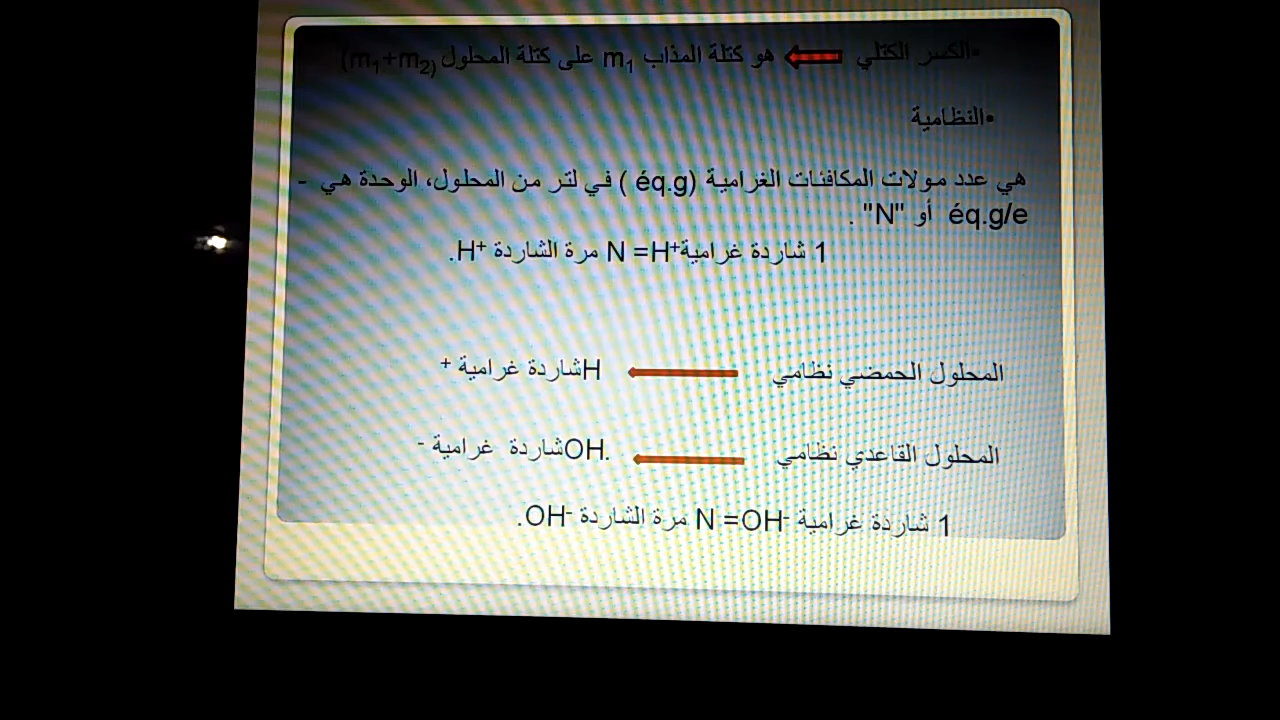 •الكسر الكتلي هو كتلة المذاب m₁ على كتلة المحلول (m₁+m₂)
•النظامية
هي عدد مولات المكافئات الغرامية (éq.g ) في لتر من المحلول، الوحدة هي -
éq.g/e أو "N" .
1 شاردة غرامية H⁺= N مرة الشاردة H⁺.
المحلول الحمضي نظامي Hشاردة غرامية ⁺
المحلول القاعدي نظامي .OHشاردة غرامية ⁻
1 شاردة غرامية OH⁻= N مرة الشاردة OH⁻.